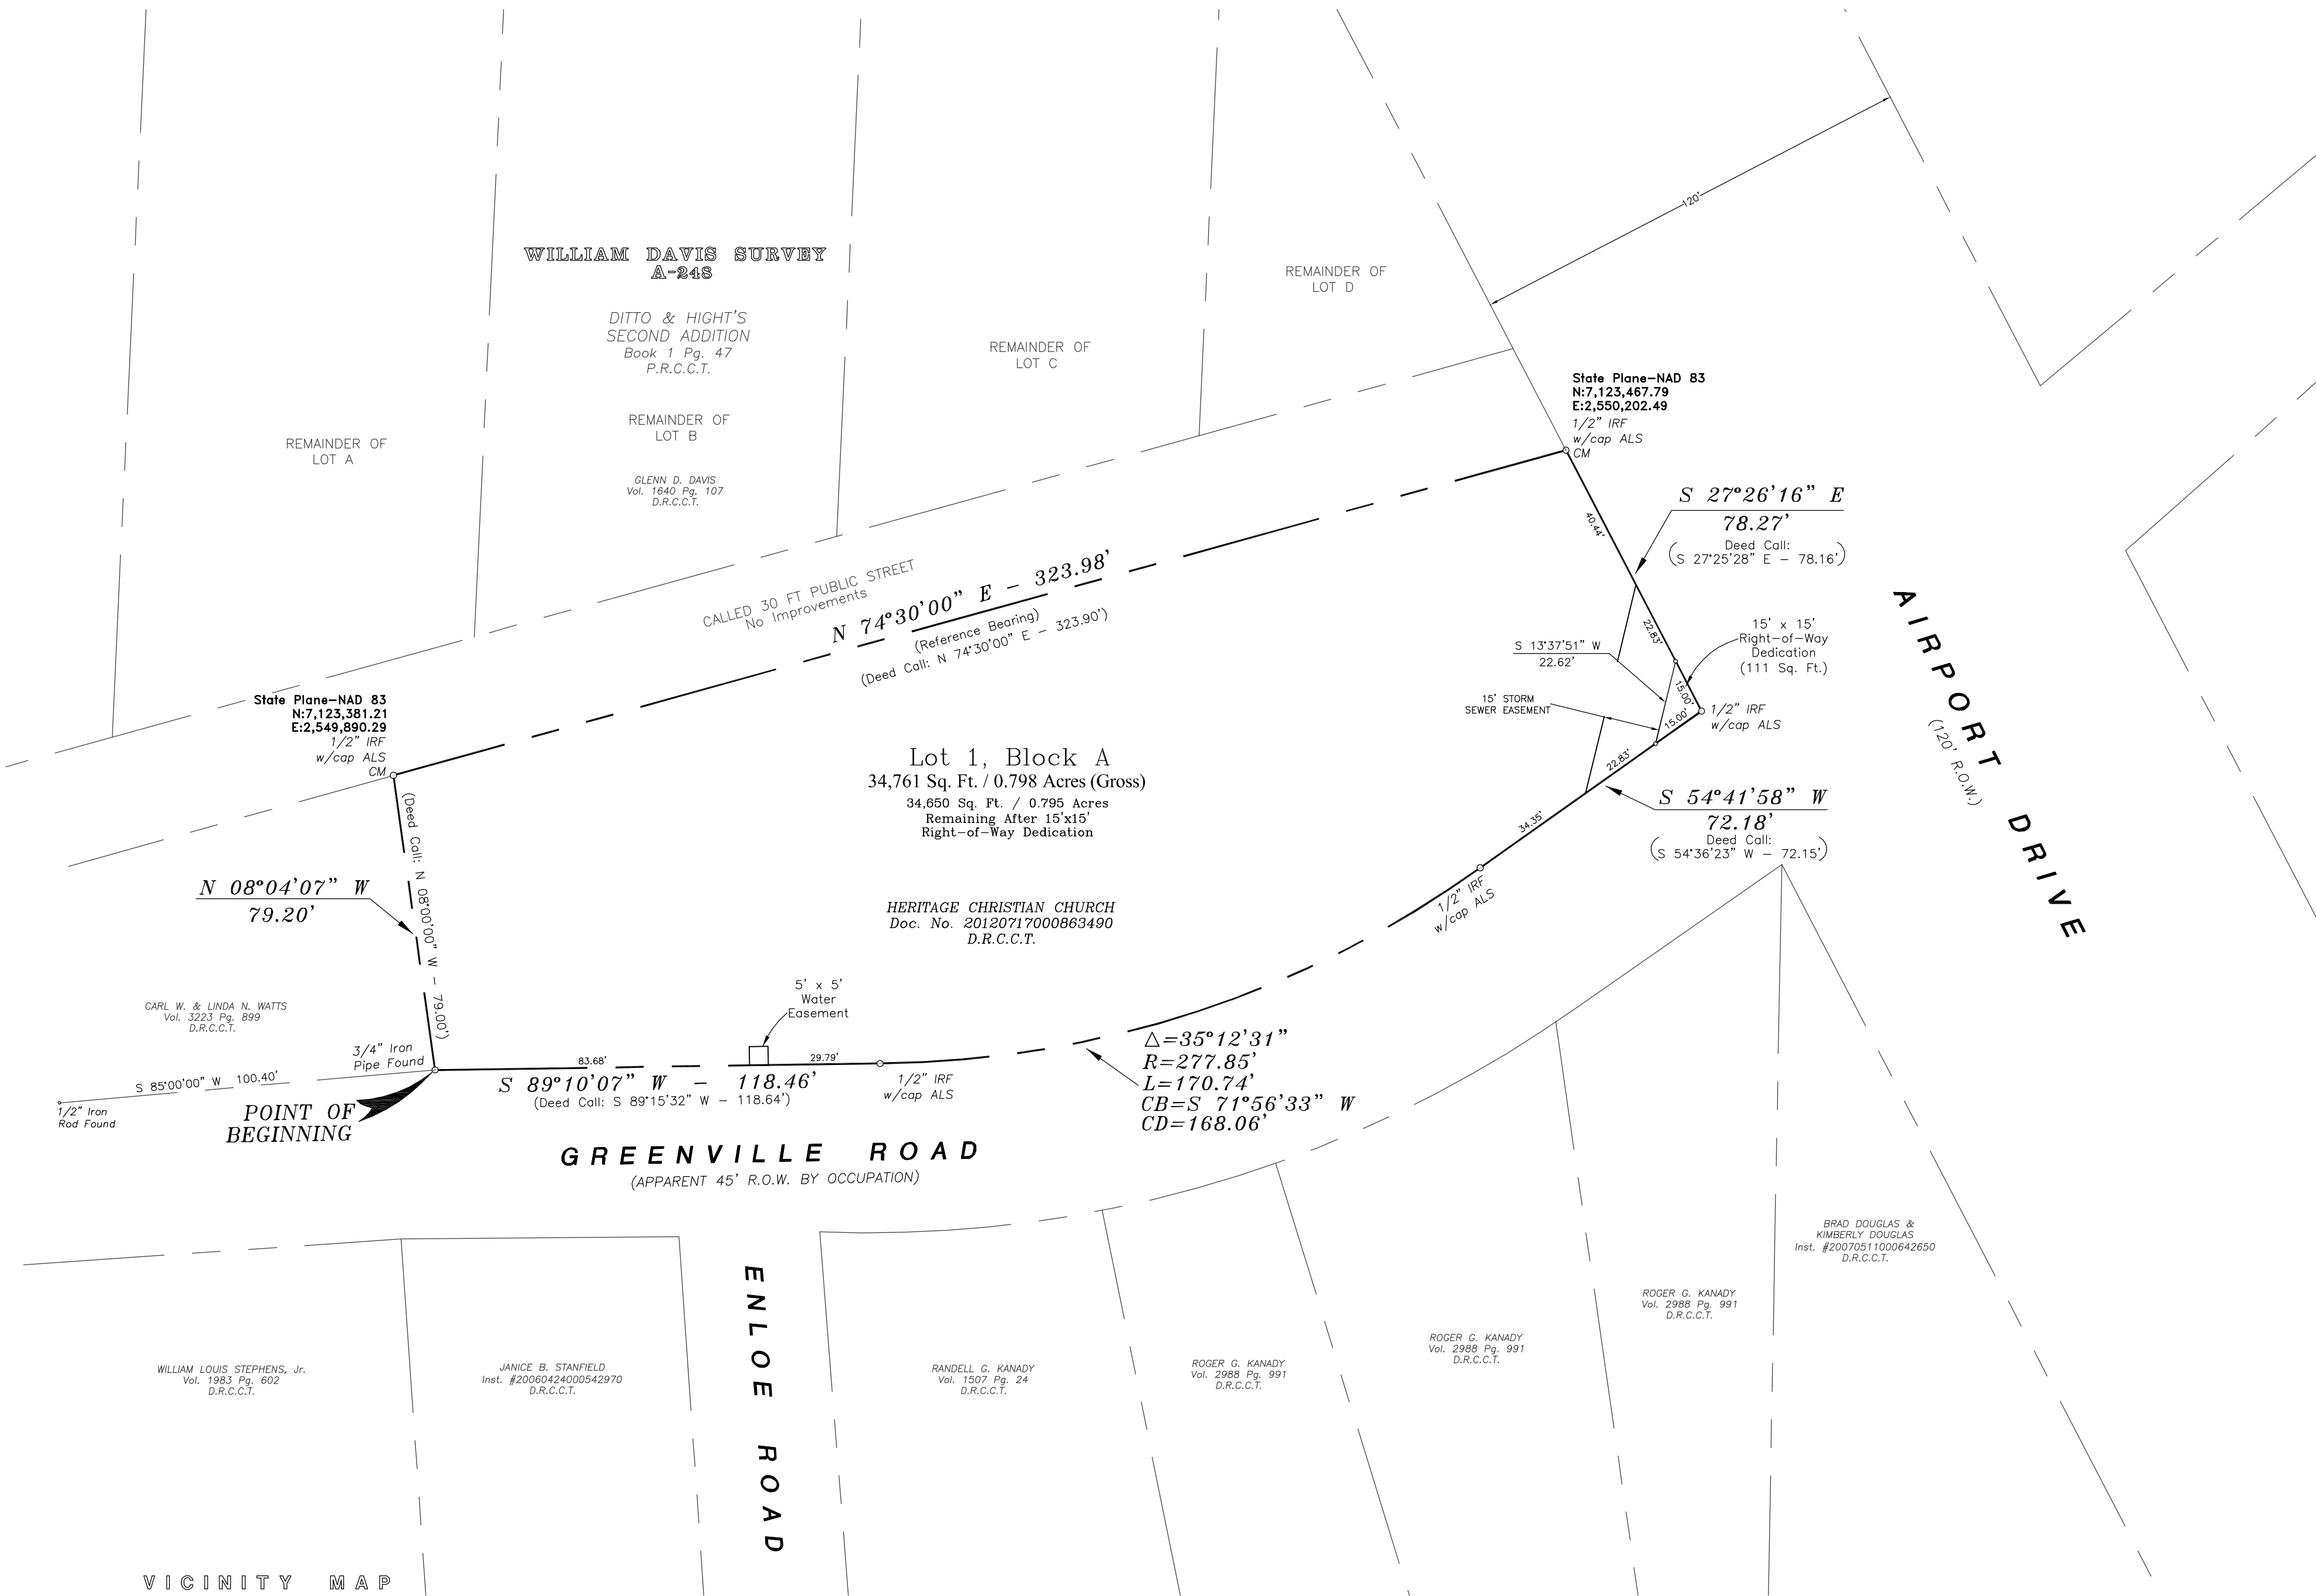 WILLIAM DAVIS SURVEY
A-248
DITTO & HIGHT'S
SECOND ADDITION
Book 1 Pg. 47
P.R.C.C.T.
REMAINDER OF
LOT A
REMAINDER OF
LOT B
GLENN D. DAVIS
Vol. 1640 Pg. 107
D.R.C.C.T.
REMAINDER OF
LOT C
REMAINDER OF
LOT D
120'
State Plane-NAD 83
N:7,123,467.79
E:2,550,202.49
1/2" IRF
w/cap ALS
CM
S 27°26'16" E
78.27'
Deed Call:
(S 27°25'28" E - 78.16')
40.44'
22.83'
15.00'
15' x 15'
Right-of-Way
Dedication
(111 Sq. Ft.)
S 13°37'51" W
22.62'
15' STORM
SEWER EASEMENT
15.00'
1/2" IRF
w/cap ALS
22.83'
34.35'
S 54°41'58" W
72.18'
Deed Call:
(S 54°36'23" W - 72.15')
1/2" IRF
w/cap ALS
AIRPORT DRIVE
(120' R.O.W.)
CALLED 30 FT PUBLIC STREET
No Improvements
N 74°30'00" E - 323.98'
(Reference Bearing)
(Deed Call: N 74°30'00" E - 323.90')
State Plane-NAD 83
N:7,123,381.21
E:2,549,890.29
1/2" IRF
w/cap ALS
CM
(Deed Call: N 08°00'00" W - 79.00')
N 08°04'07" W
79.20'
Lot 1, Block A
34,761 Sq. Ft. / 0.798 Acres (Gross)
34,650 Sq. Ft. / 0.795 Acres
Remaining After 15'x15'
Right-of-Way Dedication
HERITAGE CHRISTIAN CHURCH
Doc. No. 20120717000863490
D.R.C.C.T.
CARL W. & LINDA N. WATTS
Vol. 3223 Pg. 899
D.R.C.C.T.
3/4" Iron
Pipe Found
S 85°00'00" W 100.40'
1/2" Iron
Rod Found
POINT OF
BEGINNING
5' x 5'
Water
Easement
83.68'
29.79'
S 89°10'07" W - 118.46'
(Deed Call: S 89°15'32" W - 118.64')
1/2" IRF
w/cap ALS
△=35°12'31"
R=277.85'
L=170.74'
CB=S 71°56'33" W
CD=168.06'
GREENVILLE ROAD
(APPARENT 45' R.O.W. BY OCCUPATION)
ENLOE ROAD
WILLIAM LOUIS STEPHENS, Jr.
Vol. 1983 Pg. 602
D.R.C.C.T.
JANICE B. STANFIELD
Inst. #20060424000542970
D.R.C.C.T.
RANDELL G. KANADY
Vol. 1507 Pg. 24
D.R.C.C.T.
ROGER G. KANADY
Vol. 2988 Pg. 991
D.R.C.C.T.
ROGER G. KANADY
Vol. 2988 Pg. 991
D.R.C.C.T.
ROGER G. KANADY
Vol. 2988 Pg. 991
D.R.C.C.T.
BRAD DOUGLAS &
KIMBERLY DOUGLAS
Inst. #20070511000642650
D.R.C.C.T.
VICINITY MAP